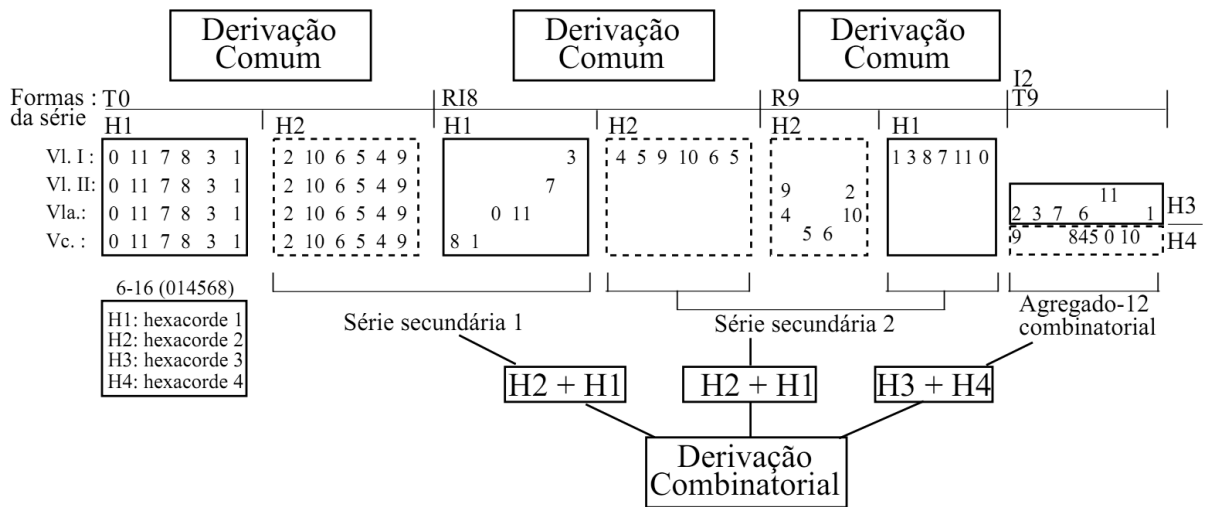 Derivação
Comum
Derivação
Comum
Derivação
Comum
I2
Formas : T0 RI8 R9 T9
da série
H1 H2 H1 H2 H2 H1
Vl. I : 0 11 7 8 3 1 2 10 6 5 4 9 3 4 5 9 10 6 5 1 3 8 7 11 0
Vl. II: 0 11 7 8 3 1 2 10 6 5 4 9 7 9 2 11
Vla.: 0 11 7 8 3 1 2 10 6 5 4 9 0 11 4 10 2 3 7 6 1 H3
Vc. : 0 11 7 8 3 1 2 10 6 5 4 9 8 1 5 6 9 845 0 10 H4
6-16 (014568)
H1: hexacorde 1
H2: hexacorde 2
H3: hexacorde 3
H4: hexacorde 4
Série secundária 1
Série secundária 2
Agregado-12
combinatorial
H2 + H1
H2 + H1
H3 + H4
Derivação
Combinatorial